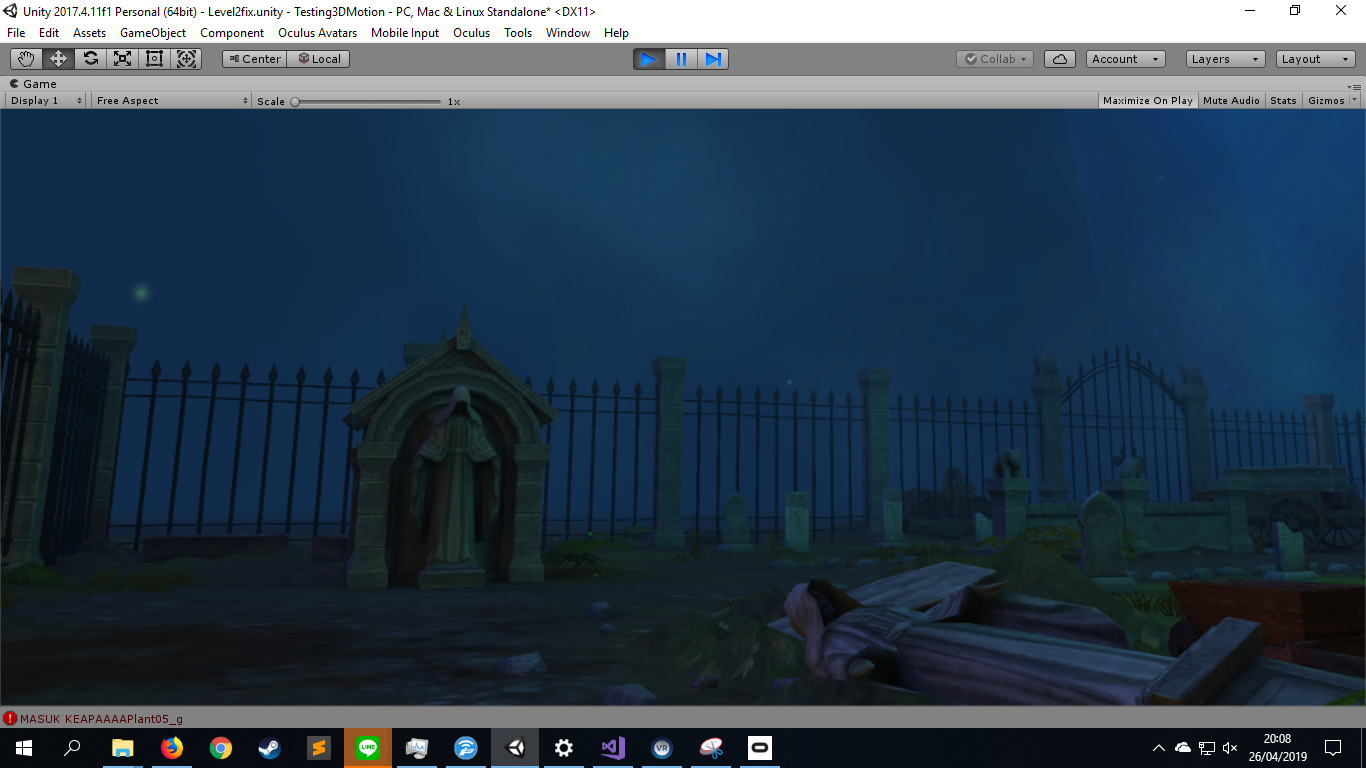 Unity 2017.4.11f1 Personal (64bit) - Level2fix.unity - Testing3DMotion - PC, Mac & Linux Standalone* <DX11>
File Edit Assets GameObject Component Oculus Avatars Mobile Input Oculus Tools Window Help
Center Local Collab Account Layers Layout
Game
Display 1 Free Aspect Scale 1x Maximize On Play Mute Audio Stats Gizmos
MASUK KEAPAAAAPlant05_g
LINE VR
20:08
26/04/2019